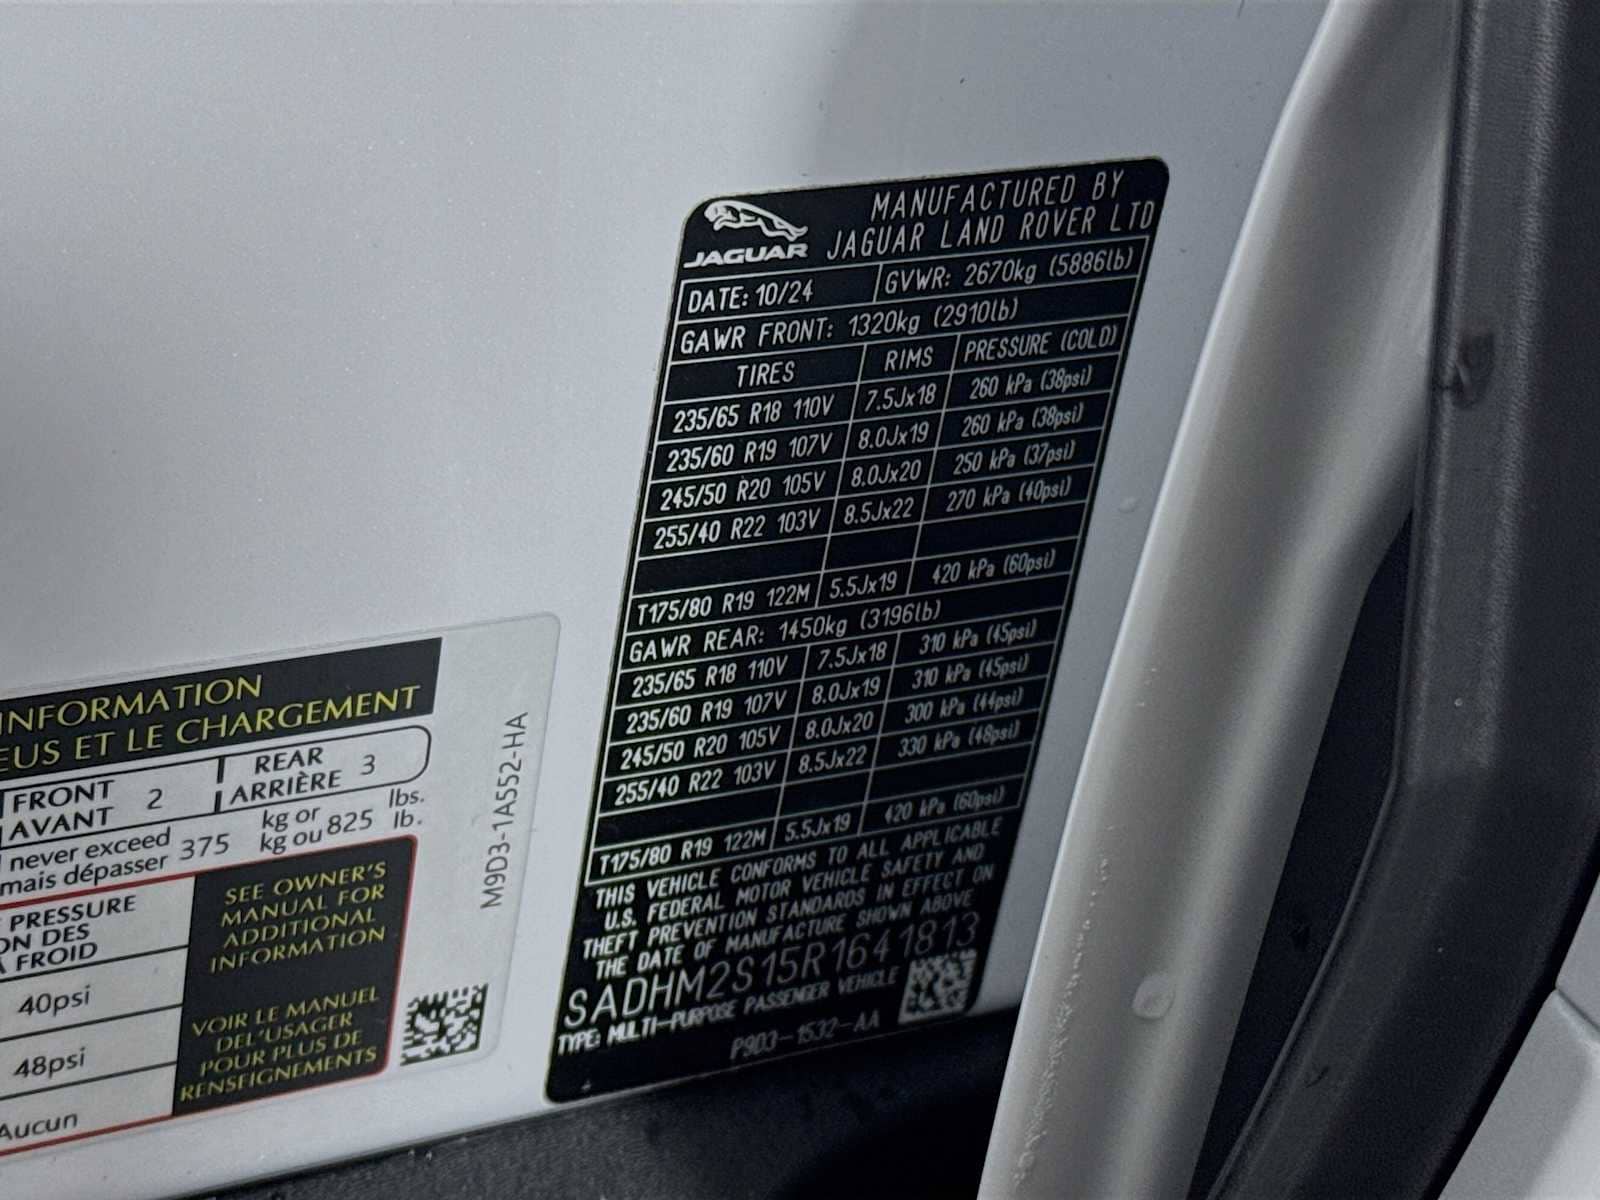 JAGUAR
MANUFACTURED BY
JAGUAR LAND ROVER LTD
DATE: 10/24 GVWR: 2670kg (5886lb)
GAWR FRONT: 1320kg (2910lb)
TIRES RIMS PRESSURE (COLD)
235/65 R18 110V 7.5Jx18 260 kPa (38psi)
235/60 R19 107V 8.0Jx19 260 kPa (38psi)
245/50 R20 105V 8.0Jx20 250 kPa (37psi)
255/40 R22 103V 8.5Jx22 270 kPa (40psi)
T175/80 R19 122M 5.5Jx19 420 kPa (60psi)
GAWR REAR: 1450kg (3196lb)
235/65 R18 110V 7.5Jx18 310 kPa (45psi)
235/60 R19 107V 8.0Jx19 310 kPa (45psi)
245/50 R20 105V 8.0Jx20 300 kPa (44psi)
255/40 R22 103V 8.5Jx22 330 kPa (48psi)
T175/80 R19 122M 5.5Jx19 420 kPa (60psi)
THIS VEHICLE CONFORMS TO ALL APPLICABLE
U.S. FEDERAL MOTOR VEHICLE SAFETY AND
THEFT PREVENTION STANDARDS IN EFFECT ON
THE DATE OF MANUFACTURE SHOWN ABOVE
SADHM2S15R1641813
TYPE: MULTI-PURPOSE PASSENGER VEHICLE
P9D3-1532-AA
INFORMATION
EUS ET LE CHARGEMENT
FRONT 2 REAR 3
AVANT ARRIÈRE
never exceed 375 kg or 825 lbs.
mais dépasser kg ou lb.
PRESSURE
ON DES
À FROID
40psi
48psi
Aucun
SEE OWNER'S
MANUAL FOR
ADDITIONAL
INFORMATION
VOIR LE MANUEL
DEL'USAGER
POUR PLUS DE
RENSEIGNEMENTS
M9D3-1A552-HA